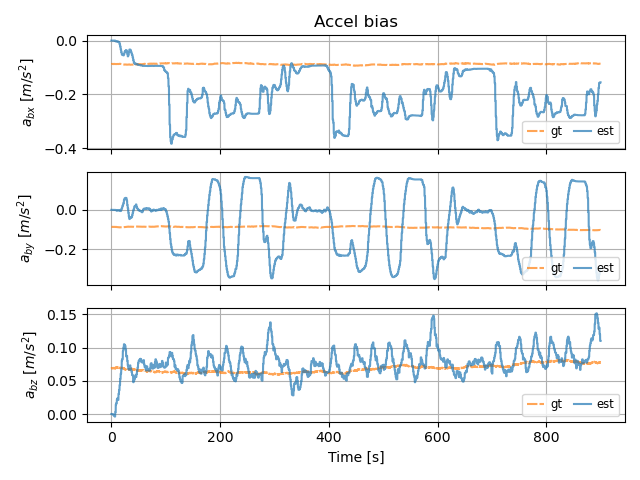 Accel bias
0.0
−0.2
−0.4
a_bx [m/s²]
gt est
0.0
−0.2
a_by [m/s²]
gt est
0.15
0.10
0.05
0.00
a_bz [m/s²]
gt est
0 200 400 600 800
Time [s]